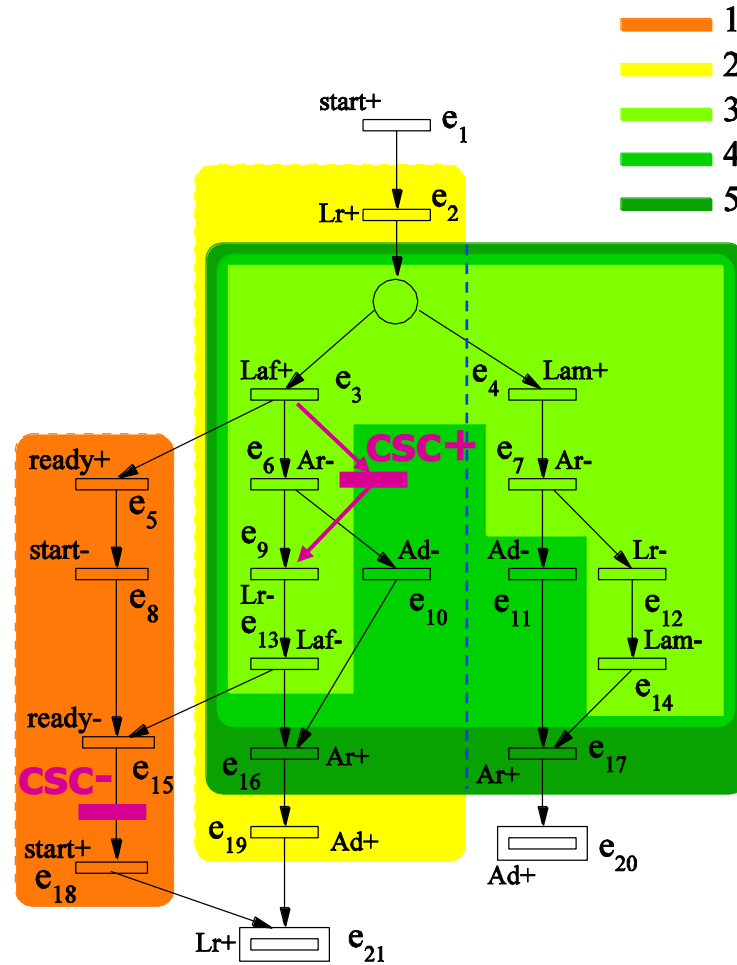 1
2
3
4
5
start+
e1
Lr+
e2
Laf+
e3
e4
Lam+
csc+
ready+
e5
e6
Ar-
e7
Ar-
start-
e8
e9
Lr-
Ad-
e10
Ad-
e11
Lr-
e12
e13
Laf-
Lam-
e14
ready-
e15
csc-
e16
Ar+
Ar+
e17
start+
e18
e19
Ad+
Ad+
e20
Lr+
e21